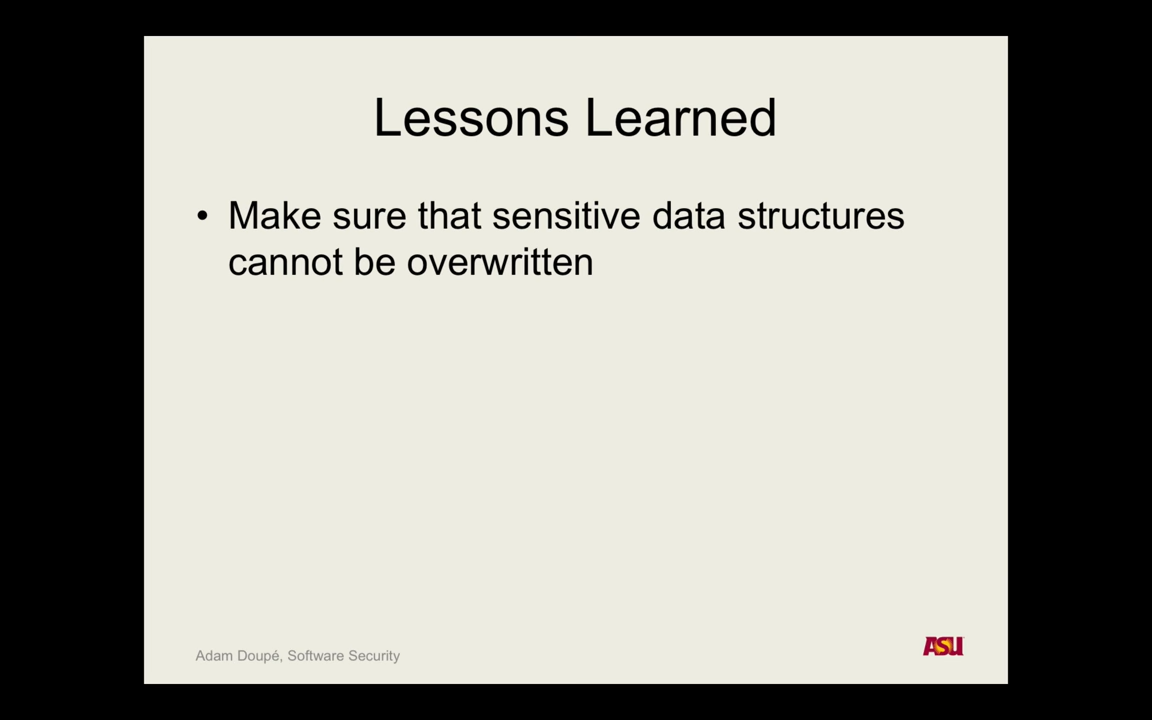 Lessons Learned
• Make sure that sensitive data structures
cannot be overwritten
Adam Doupé, Software Security
ASU